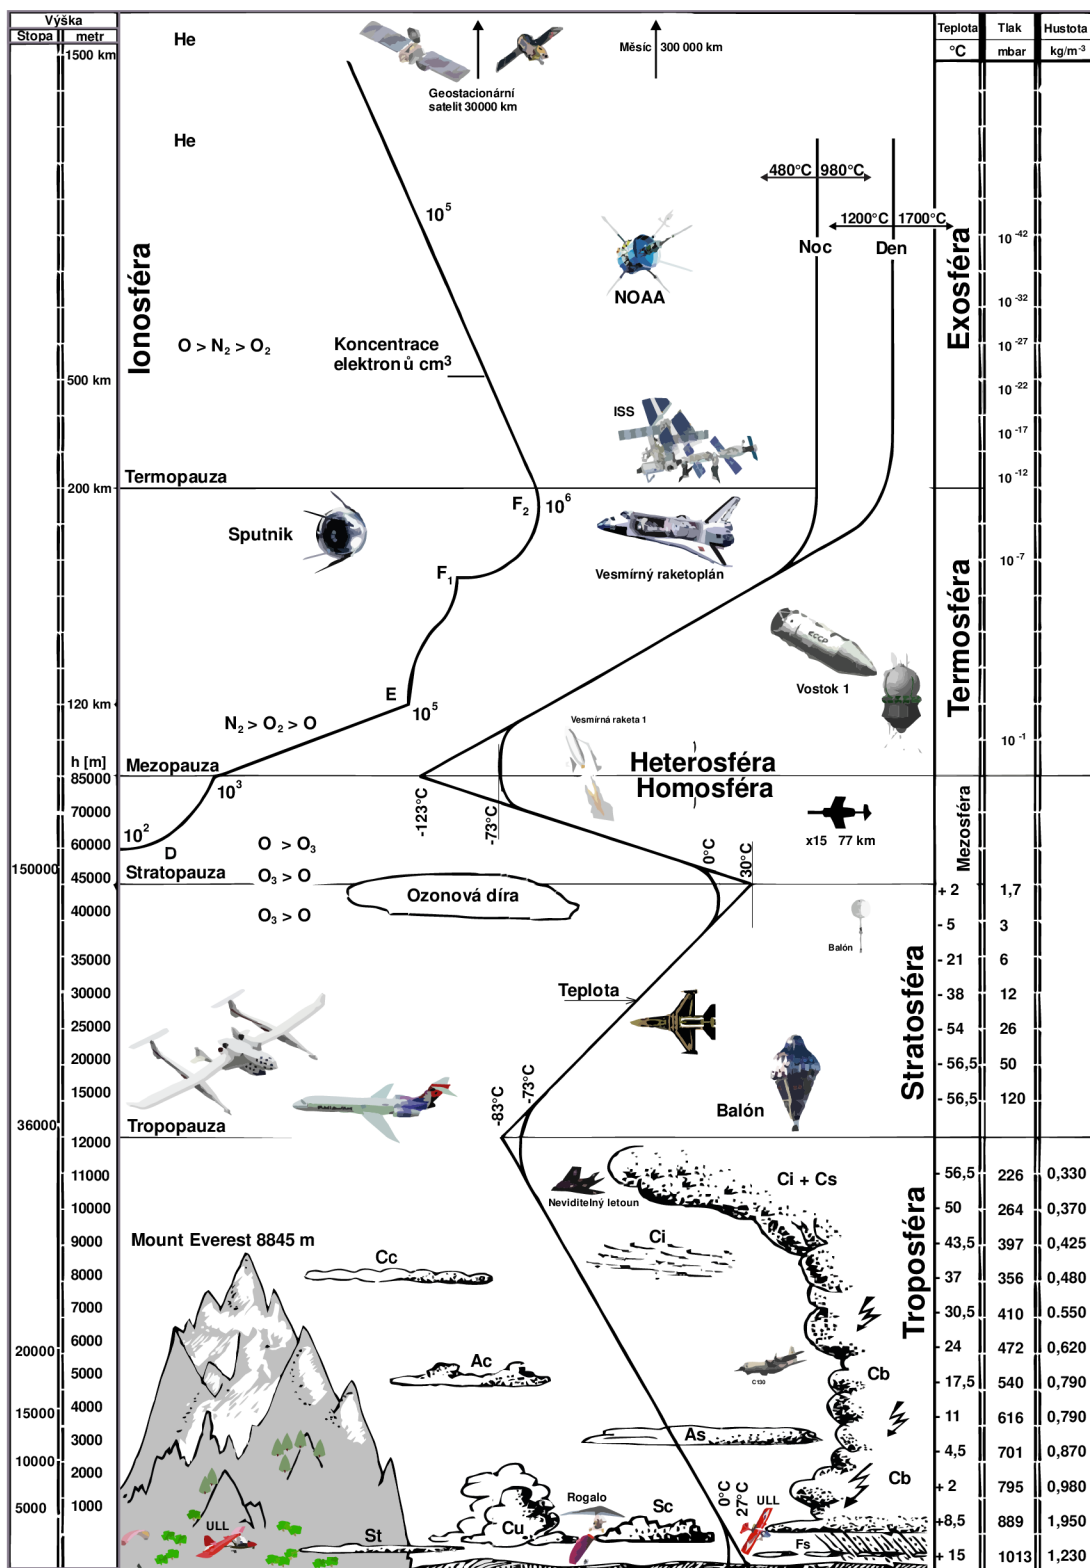 Výška
Stopa metr
Teplota Tlak Hustota
°C mbar kg/m-3
1500 km
He
Měsíc 300 000 km
Geostacionární
satelit 30000 km
He
480°C 980°C
10 5
1200°C 1700°C
Noc Den
10 -42
NOAA
10 -32
Ionosféra
Exosféra
O > N2 > O2
Koncentrace
elektronů cm3
10 -27
500 km
10 -22
ISS
10 -17
Termopauza
10 -12
200 km
F2 10 6
Sputnik
10 -7
F1
Vesmírný raketoplán
Termosféra
CCCP
Vostok 1
E
120 km
10 5
N2 > O2 > O
Vesmírná raketa 1
10 -1
h [m]
Mezopauza
Heterosféra
85000
10 3
Homosféra
-123°C
-73°C
70000
Mezosféra
10 2
60000
D
O > O3
x15 77 km
0°C
30°C
150000
Stratopauza
45000
O3 > O
+ 2 1,7
Ozonová díra
40000
O3 > O
- 5 3
Balón
35000
- 21 6
Stratosféra
30000
Teplota
- 38 12
25000
- 54 26
20000
- 56,5 50
15000
- 56,5 120
-83°C
-73°C
Balón
36000
Tropopauza
12000
11000
Ci + Cs
56,5 226 0,330
Neviditelný letoun
10000
50 264 0,370
Mount Everest 8845 m
9000
Cc
Ci
43,5 397 0,425
8000
37 356 0,480
Troposféra
7000
30,5 410 0.550
6000
20000
24 472 0,620
5000
Ac
C130
Cb
17,5 540 0,790
4000
15000
11 616 0,790
3000
As
4,5 701 0,870
10000
2000
Cb
+ 2 795 0,980
5000
1000
Rogalo
Sc
0°C
27°C
ULL
+8,5 889 1,950
ULL
St
Cu
Fs
+ 15 1013 1,230